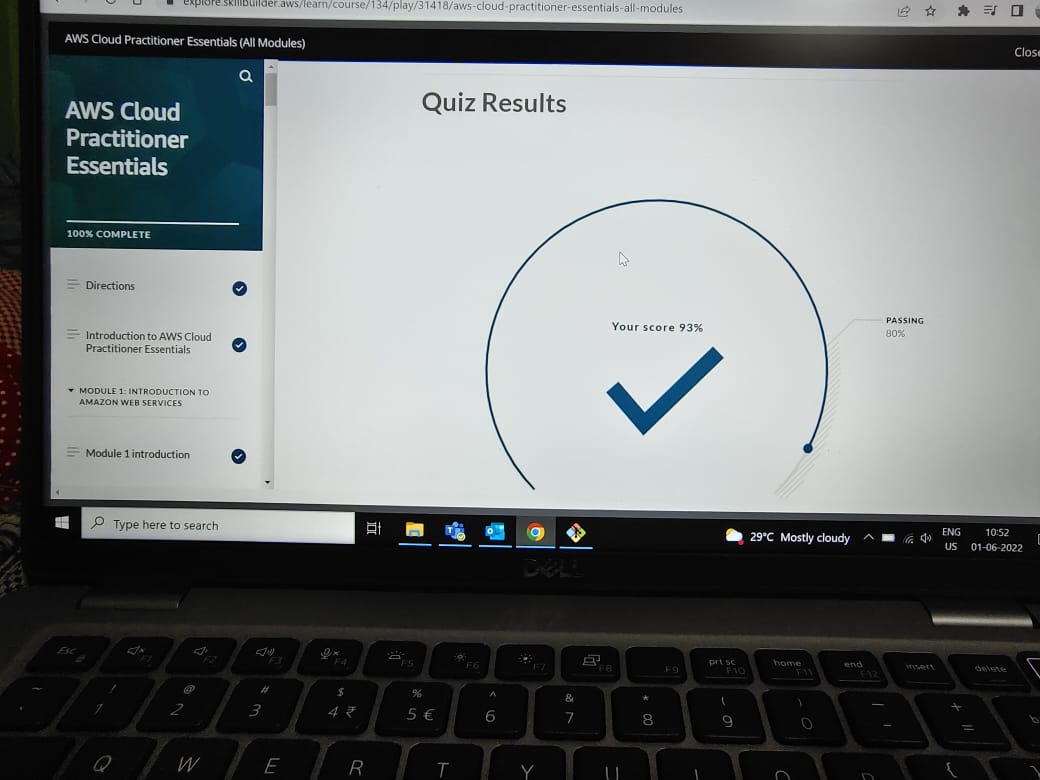 explore.skillbuilder.aws/learn/course/134/play/31418/aws-cloud-practitioner-essentials-all-modules
AWS Cloud Practitioner Essentials (All Modules)
Close
AWS Cloud
Practitioner
Essentials
100% COMPLETE
Directions
Introduction to AWS Cloud
Practitioner Essentials
MODULE 1: INTRODUCTION TO
AMAZON WEB SERVICES
Module 1 introduction
Quiz Results
Your score 93%
PASSING
80%
Type here to search
29°C Mostly cloudy
ENG
US
10:52
01-06-2022
DELL
Esc F1 F2 F3 F4 F5 F6 F7 F8 F9 prt sc F10 home F11 end F12 insert delete
~ ! @ # $ % ^ & * ( ) — +
1 2 3 4 ₹ 5 € 6 7 8 9 0 - =
Q W E R T Y U {